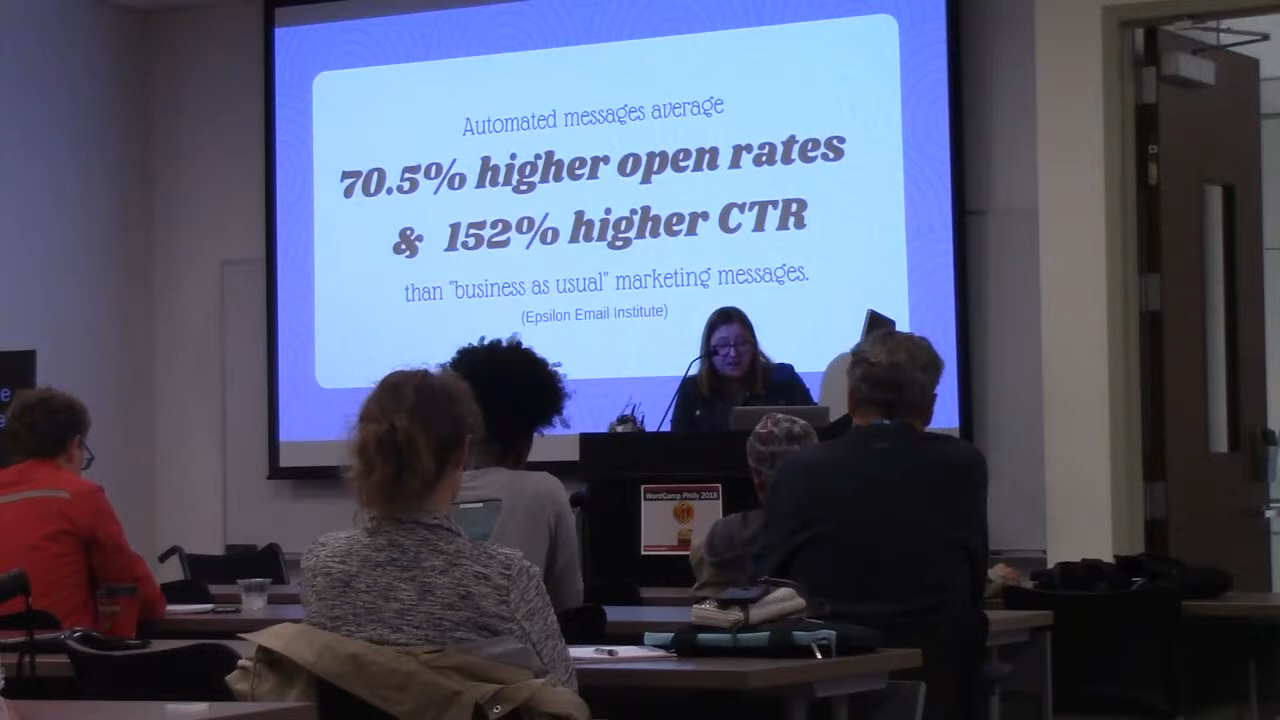 Automated messages average
70.5% higher open rates
& 152% higher CTR
than "business as usual" marketing messages.
(Epsilon Email Institute)
WordCamp Philly 2018